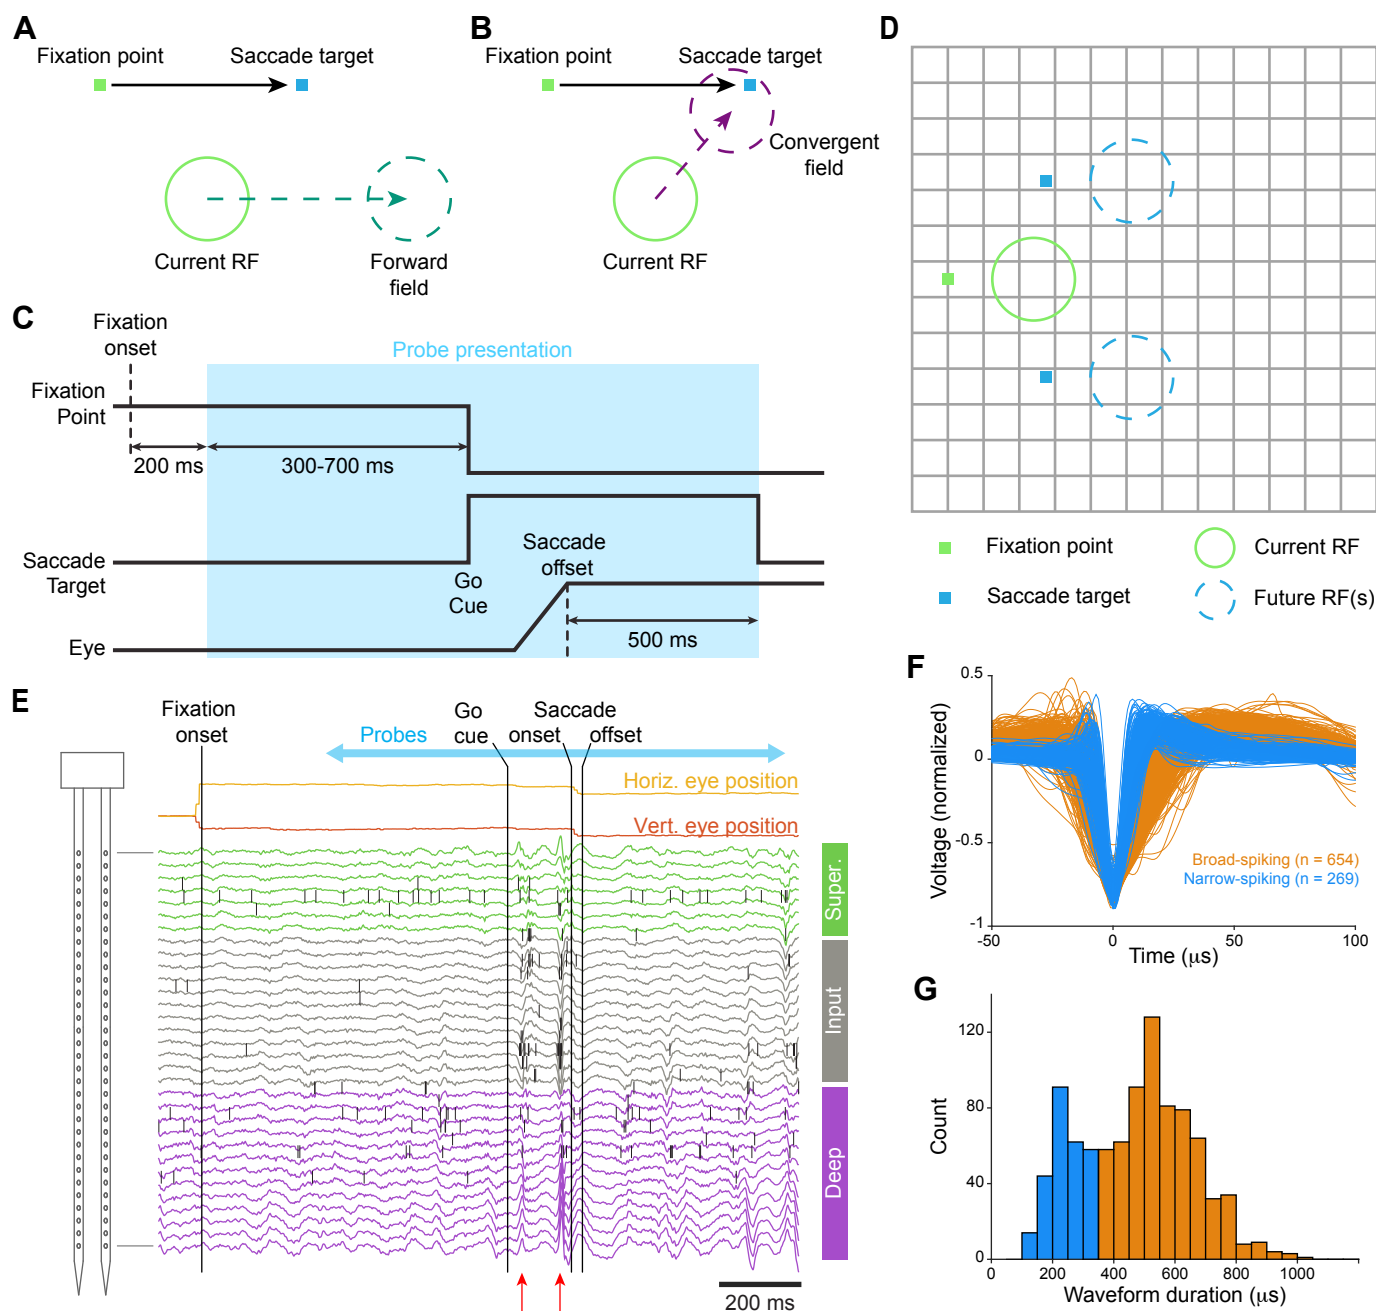 A
Fixation point
Saccade target
Current RF
Forward
field
B
Fixation point
Saccade target
Convergent
field
Current RF
C
Fixation
onset
Probe presentation
Fixation
Point
200 ms
300-700 ms
Saccade
Target
Go
Cue
Saccade
offset
Eye
500 ms
D
Fixation point
Current RF
Saccade target
Future RF(s)
E
Fixation
onset
Probes
Go
cue
Saccade
onset
offset
Horiz. eye position
Vert. eye position
Super.
Input
Deep
200 ms
F
Voltage (normalized)
0.5
0
-0.5
-1
-50
0
50
100
Time (μs)
Broad-spiking (n = 654)
Narrow-spiking (n = 269)
G
Count
120
80
40
0
0
200
400
600
800
1000
Waveform duration (μs)